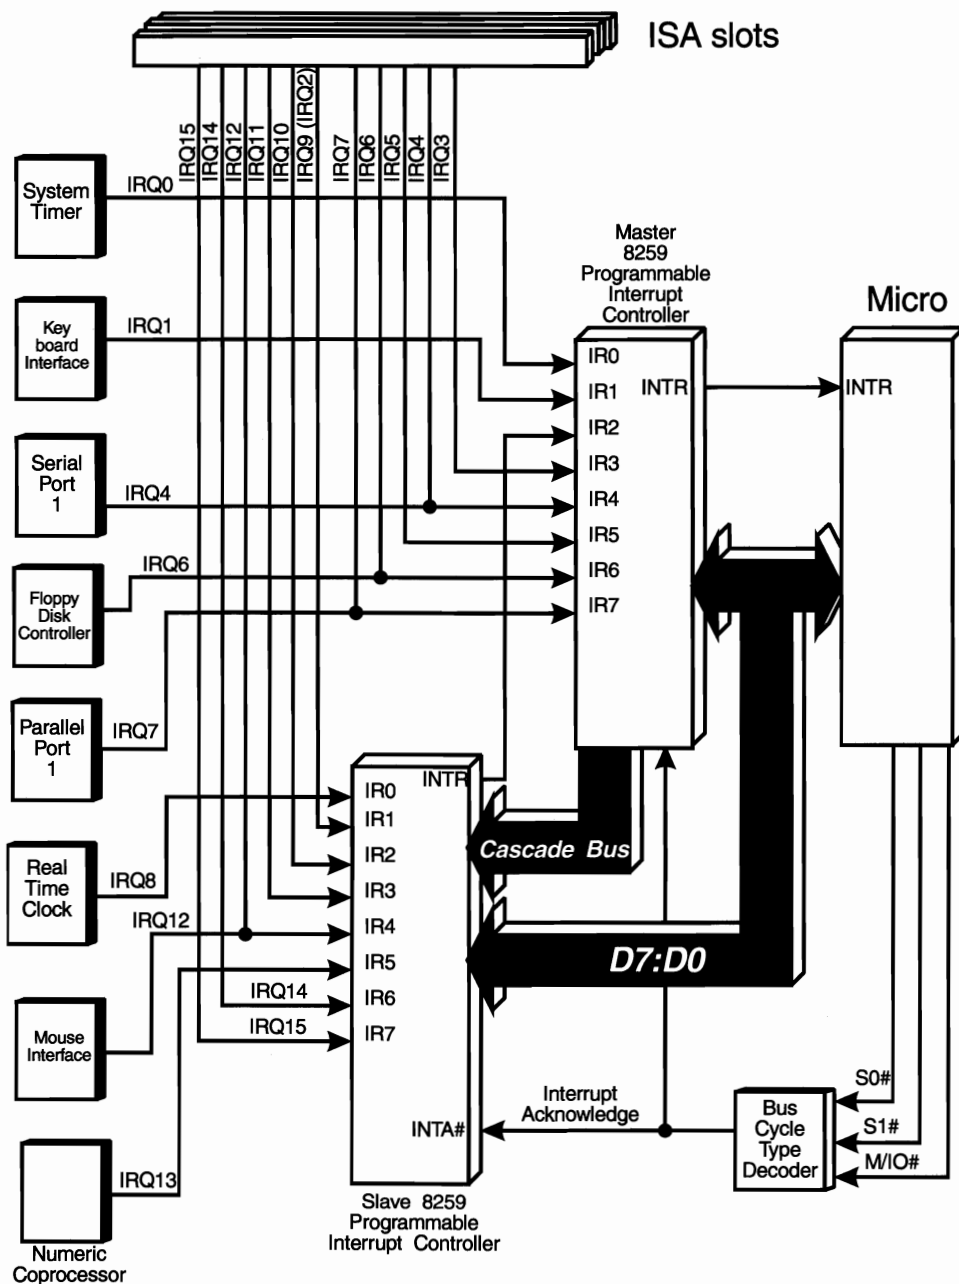 ISA slots
IRQ15
IRQ14
IRQ12
IRQ11
IRQ10
IRQ9 (IRQ2)
IRQ7
IRQ6
IRQ5
IRQ4
IRQ3
System
Timer
IRQ0
Key
board
Interface
IRQ1
Serial
Port
1
IRQ4
Floppy
Disk
Controller
IRQ6
Parallel
Port
1
IRQ7
Real
Time
Clock
IRQ8
Mouse
Interface
IRQ12
Numeric
Coprocessor
IRQ13
IRQ14
IRQ15
Master
8259
Programmable
Interrupt
Controller
IR0
IR1
IR2
IR3
IR4
IR5
IR6
IR7
INTR
Micro
INTR
INTR
IR0
IR1
IR2
IR3
IR4
IR5
IR6
IR7
INTA#
Slave 8259
Programmable
Interrupt Controller
Cascade Bus
D7:D0
Interrupt
Acknowledge
Bus
Cycle
Type
Decoder
S0#
S1#
M/IO#